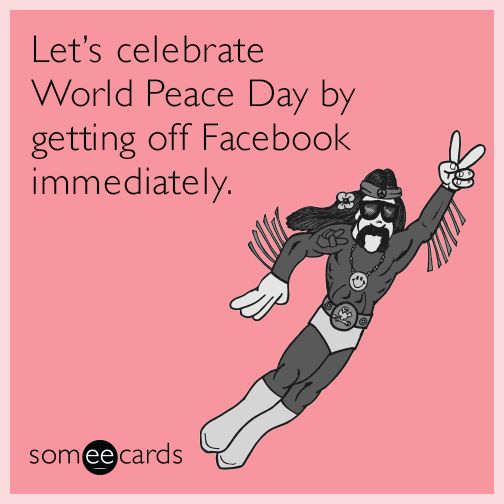 Let's celebrate
World Peace Day by
getting off Facebook
immediately.
someecards